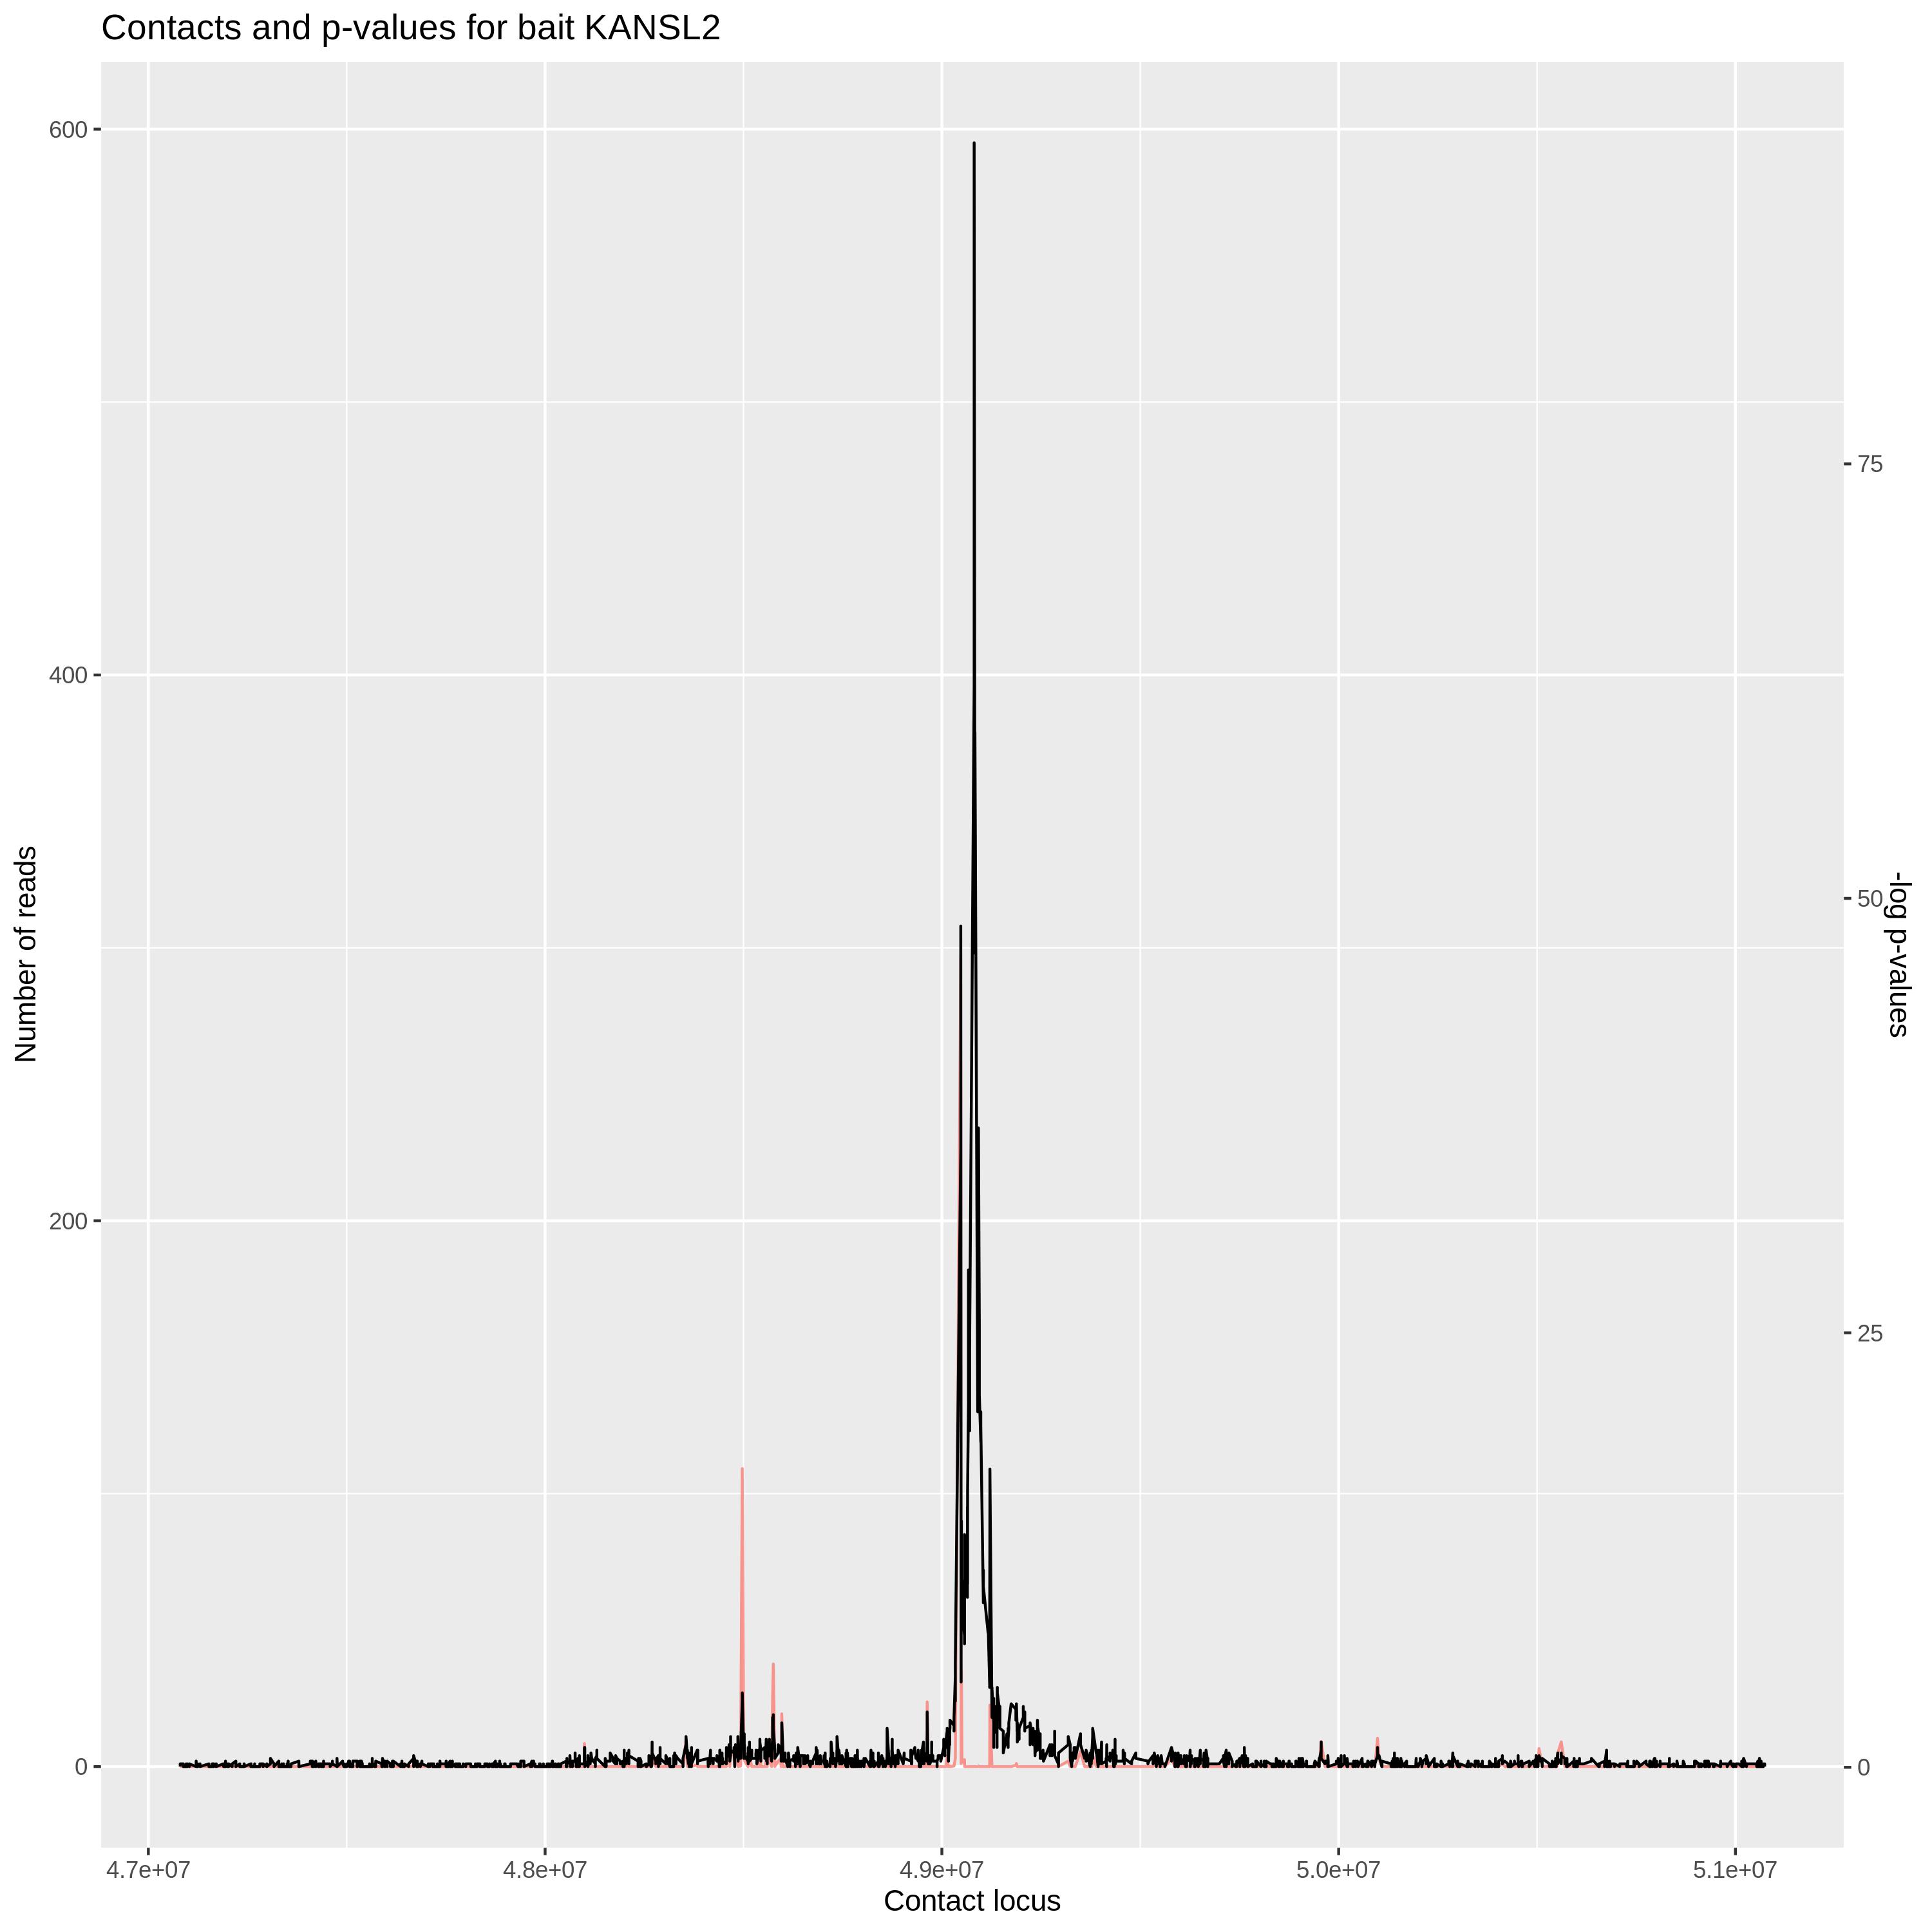 Contacts and p-values for bait KANSL2
600
400
200
0
Number of reads
75
50
25
0
-log p-values
4.7e+07 4.8e+07 4.9e+07 5.0e+07 5.1e+07
Contact locus